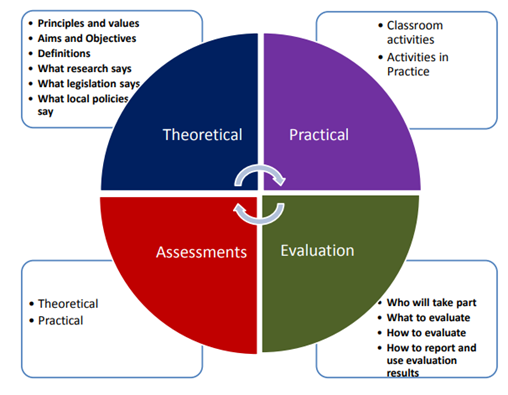 • Principles and values
• Aims and Objectives
• Definitions
• What research says
• What legislation says
• What local policies
say
• Classroom
activities
• Activities in
Practice
Theoretical
Practical
Assessments
Evaluation
• Theoretical
• Practical
• Who will take part
• What to evaluate
• How to evaluate
• How to report and
use evaluation
results